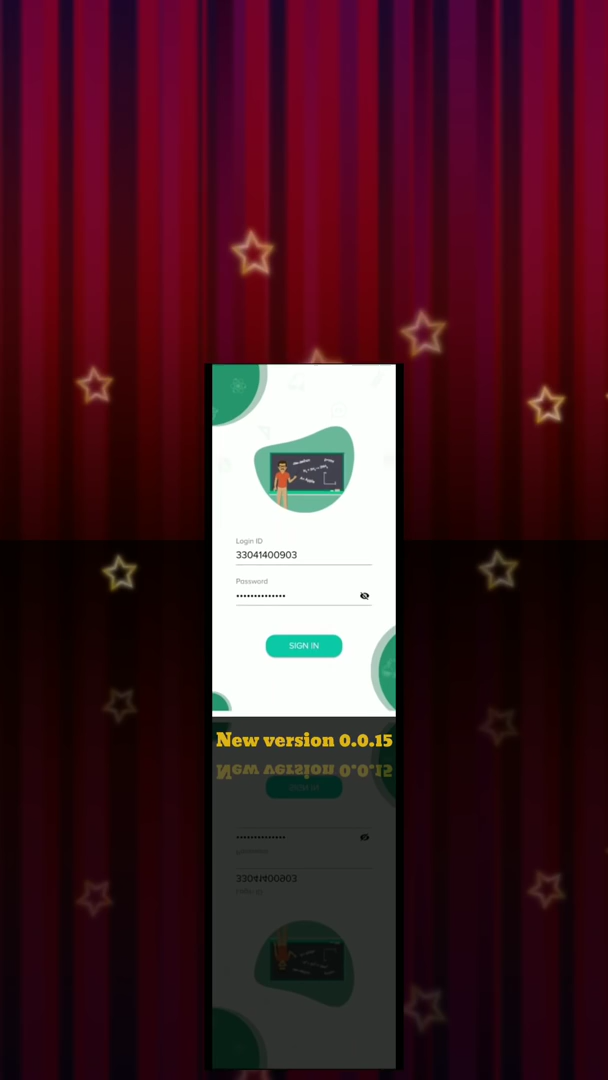 Login ID
33041400903
Password
••••••••••••••
SIGN IN
New version 0.0.15